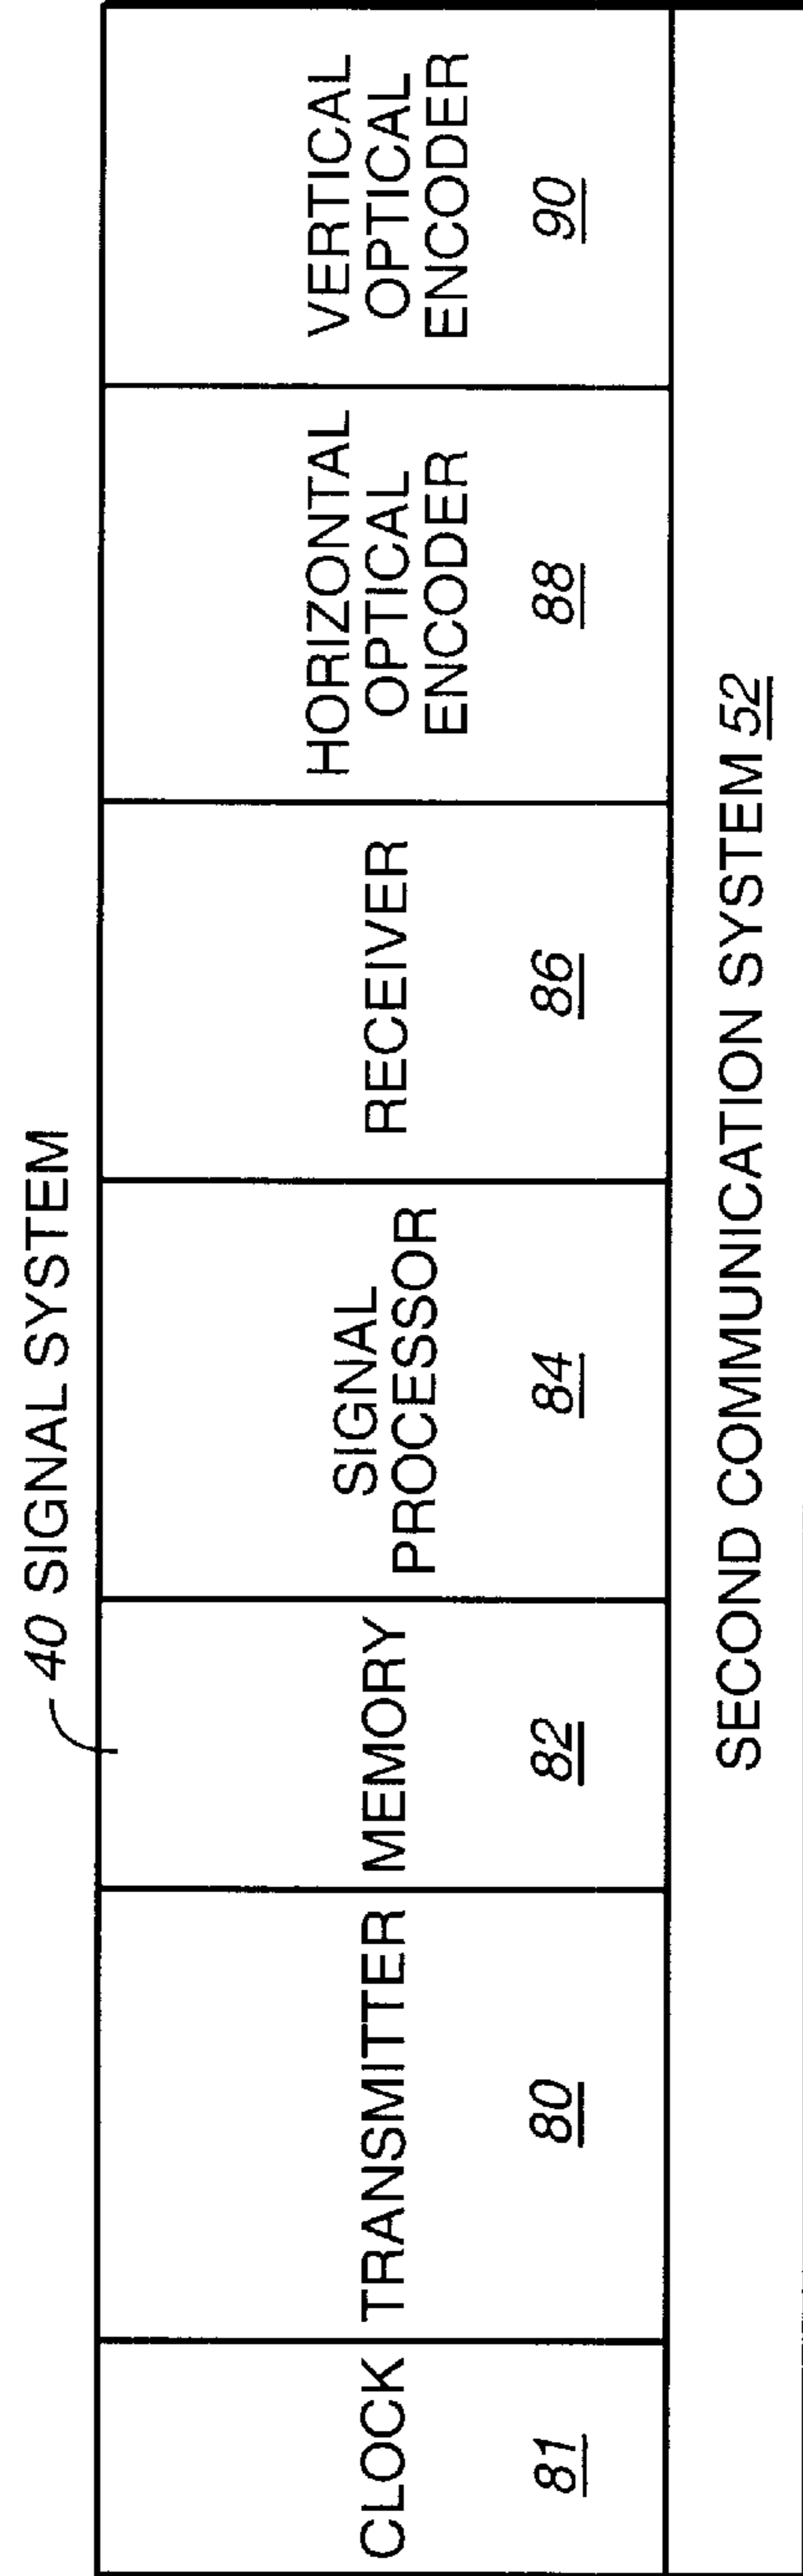 40 SIGNAL SYSTEM
CLOCK
81
TRANSMITTER
80
MEMORY
82
SIGNAL
PROCESSOR
84
RECEIVER
86
HORIZONTAL
OPTICAL
ENCODER
88
VERTICAL
OPTICAL
ENCODER
90
SECOND COMMUNICATION SYSTEM 52